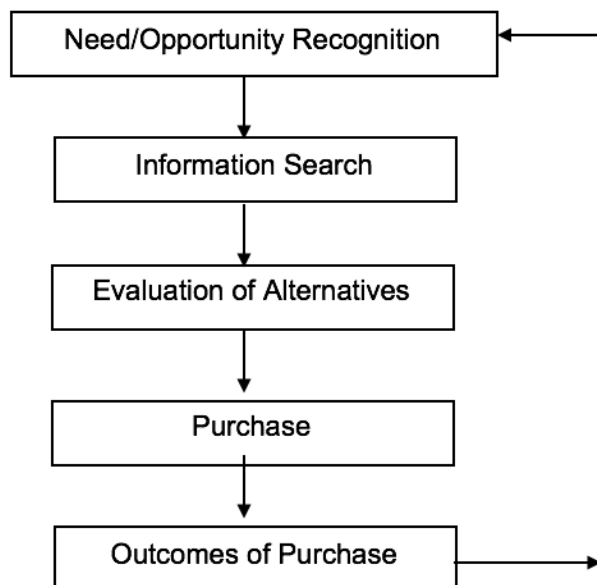 Need/Opportunity Recognition
Information Search
Evaluation of Alternatives
Purchase
Outcomes of Purchase